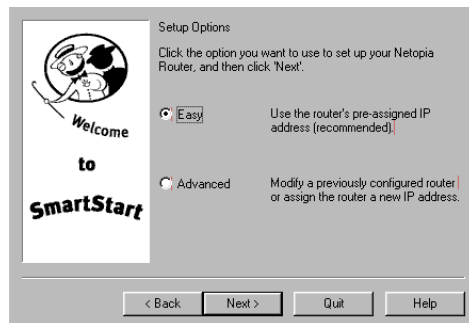 Setup Options
Click the option you want to use to set up your Netopia
Router, and then click 'Next'.
Welcome
to
SmartStart
Easy
Use the router's pre-assigned IP
address (recommended).
Advanced
Modify a previously configured router
or assign the router a new IP address.
< Back
Next >
Quit
Help